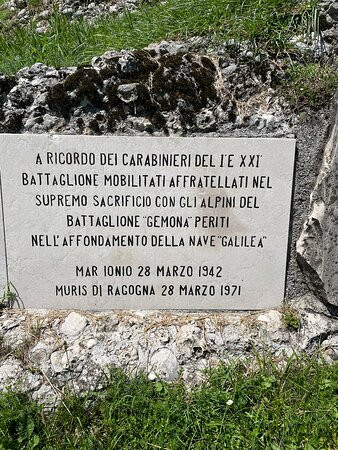 A RICORDO DEI CARABINIERI DEL I° E XXI°
BATTAGLIONE MOBILITATI AFFRATELLATI NEL
SUPREMO SACRIFICIO CON GLI ALPINI DEL
BATTAGLIONE "GEMONA" PERITI
NELL'AFFONDAMENTO DELLA NAVE "GALILEA"
MAR IONIO 28 MARZO 1942
MURIS DI RAGOGNA 28 MARZO 1971